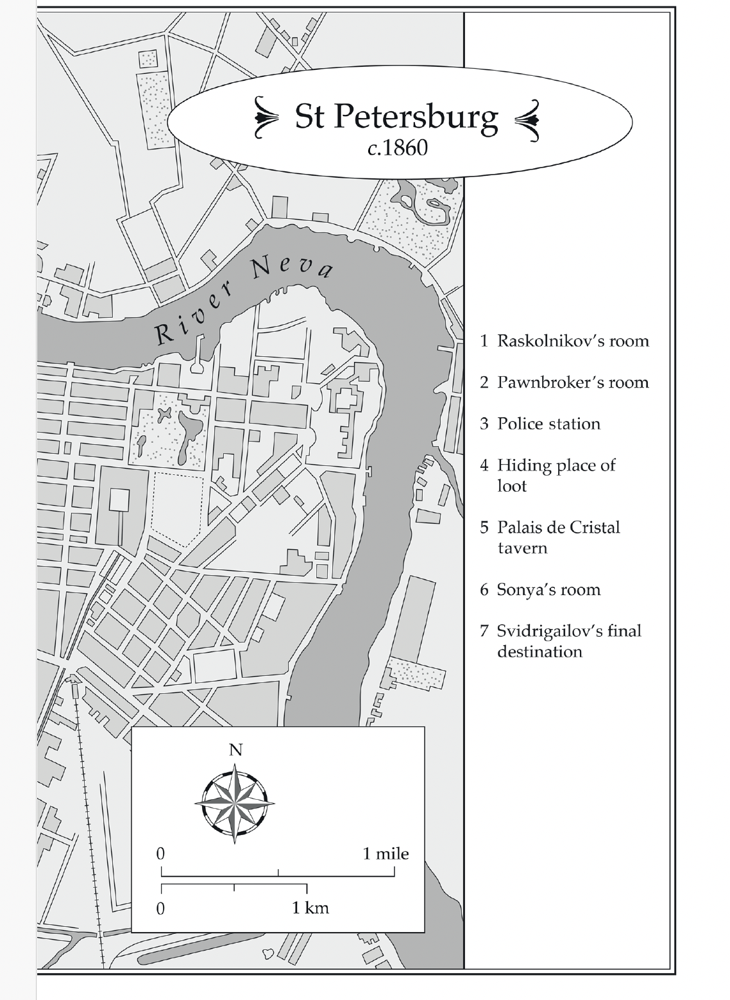 St Petersburg
c.1860
River Neva
1 Raskolnikov’s room
2 Pawnbroker’s room
3 Police station
4 Hiding place of
loot
5 Palais de Cristal
tavern
6 Sonya’s room
7 Svidrigailov’s final
destination
N
0 1 mile
0 1 km